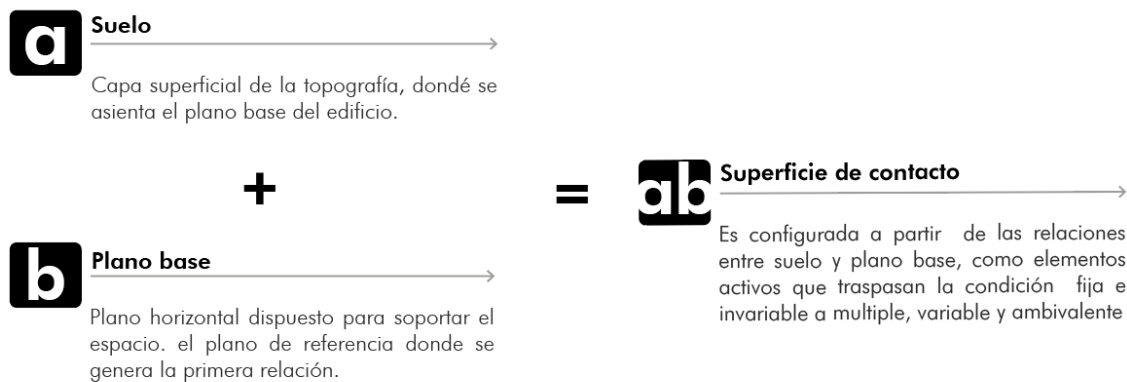 a Suelo
Capa superficial de la topografía, dondé se
asienta el plano base del edificio.
+
b Plano base
Plano horizontal dispuesto para soportar el
espacio. el plano de referencia donde se
genera la primera relación.
=
ab Superficie de contacto
Es configurada a partir de las relaciones
entre suelo y plano base, como elementos
activos que traspasan la condición fija e
invariable a multiple, variable y ambivalente